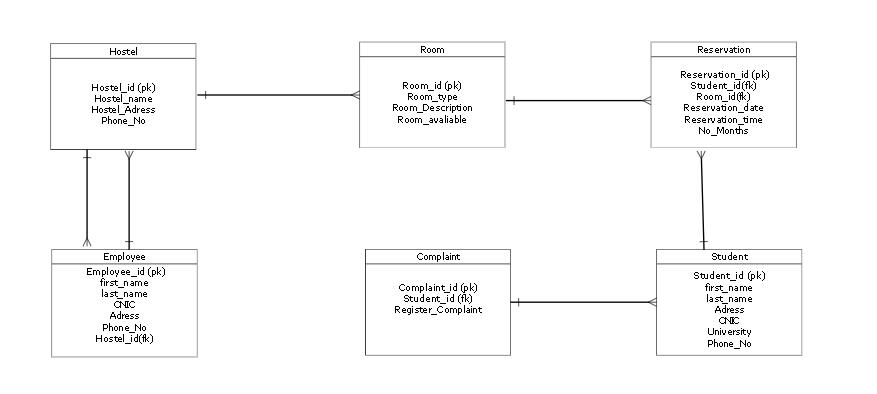 Hostel
Hostel_id (pk)
Hostel_name
Hostel_Adress
Phone_No
Room
Room_id (pk)
Room_type
Room_Description
Room_avaliable
Reservation
Reservation_id (pk)
Student_id(fk)
Room_id(fk)
Reservation_date
Reservation_time
No_Months
Employee
Employee_id (pk)
first_name
last_name
CNIC
Adress
Phone_No
Hostel_id(fk)
Complaint
Complaint_id (pk)
Student_id (fk)
Register_Complaint
Student
Student_id (pk)
first_name
last_name
Adress
CNIC
University
Phone_No